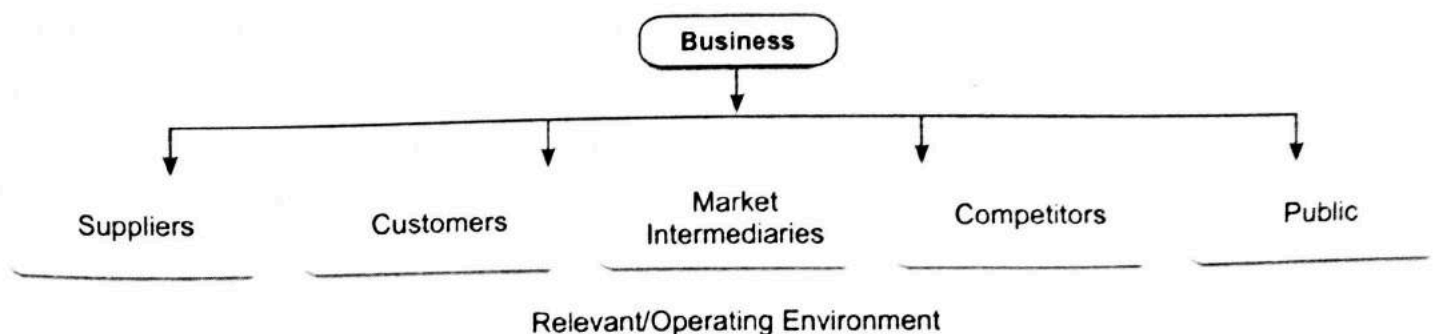 Business
Suppliers
Customers
Market
Intermediaries
Competitors
Public
Relevant/Operating Environment